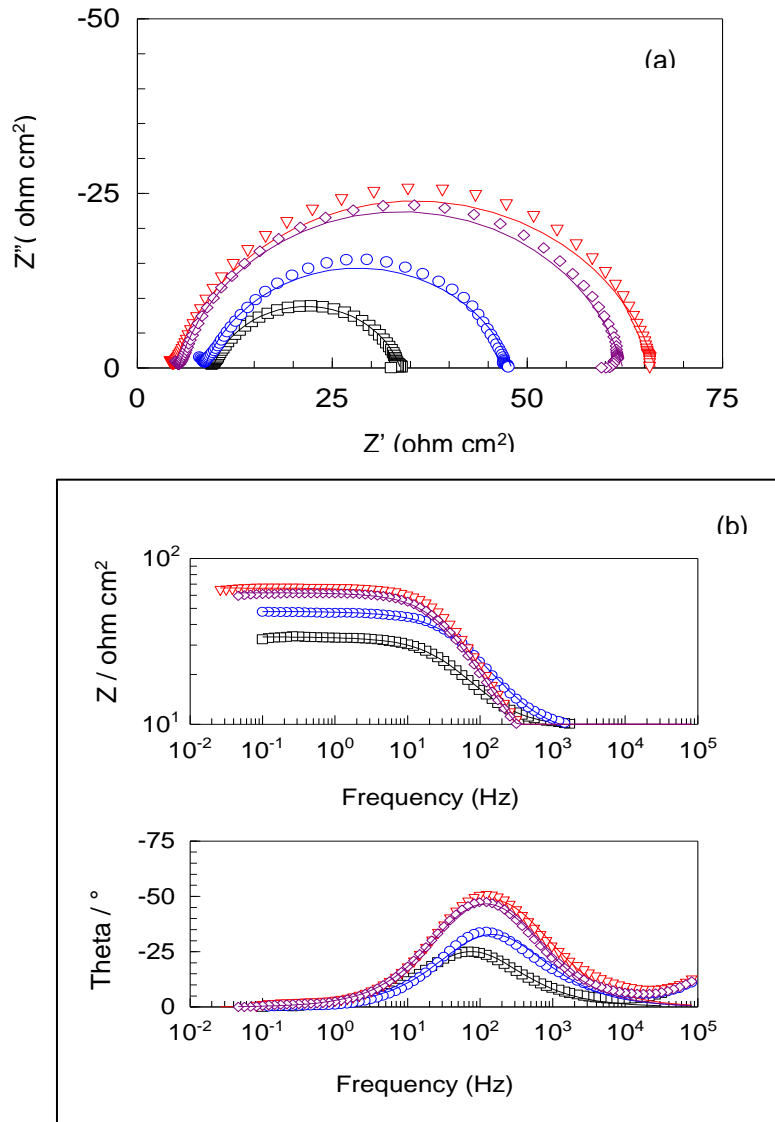 -50
(a)
Z"( ohm cm²)
-25
0
0 25 50 75
Z' (ohm cm²)
(b)
10²
Z / ohm cm²
10¹
10⁻² 10⁻¹ 10⁰ 10¹ 10² 10³ 10⁴ 10⁵
Frequency (Hz)
-75
-50
Theta / °
-25
0
10⁻² 10⁻¹ 10⁰ 10¹ 10² 10³ 10⁴ 10⁵
Frequency (Hz)